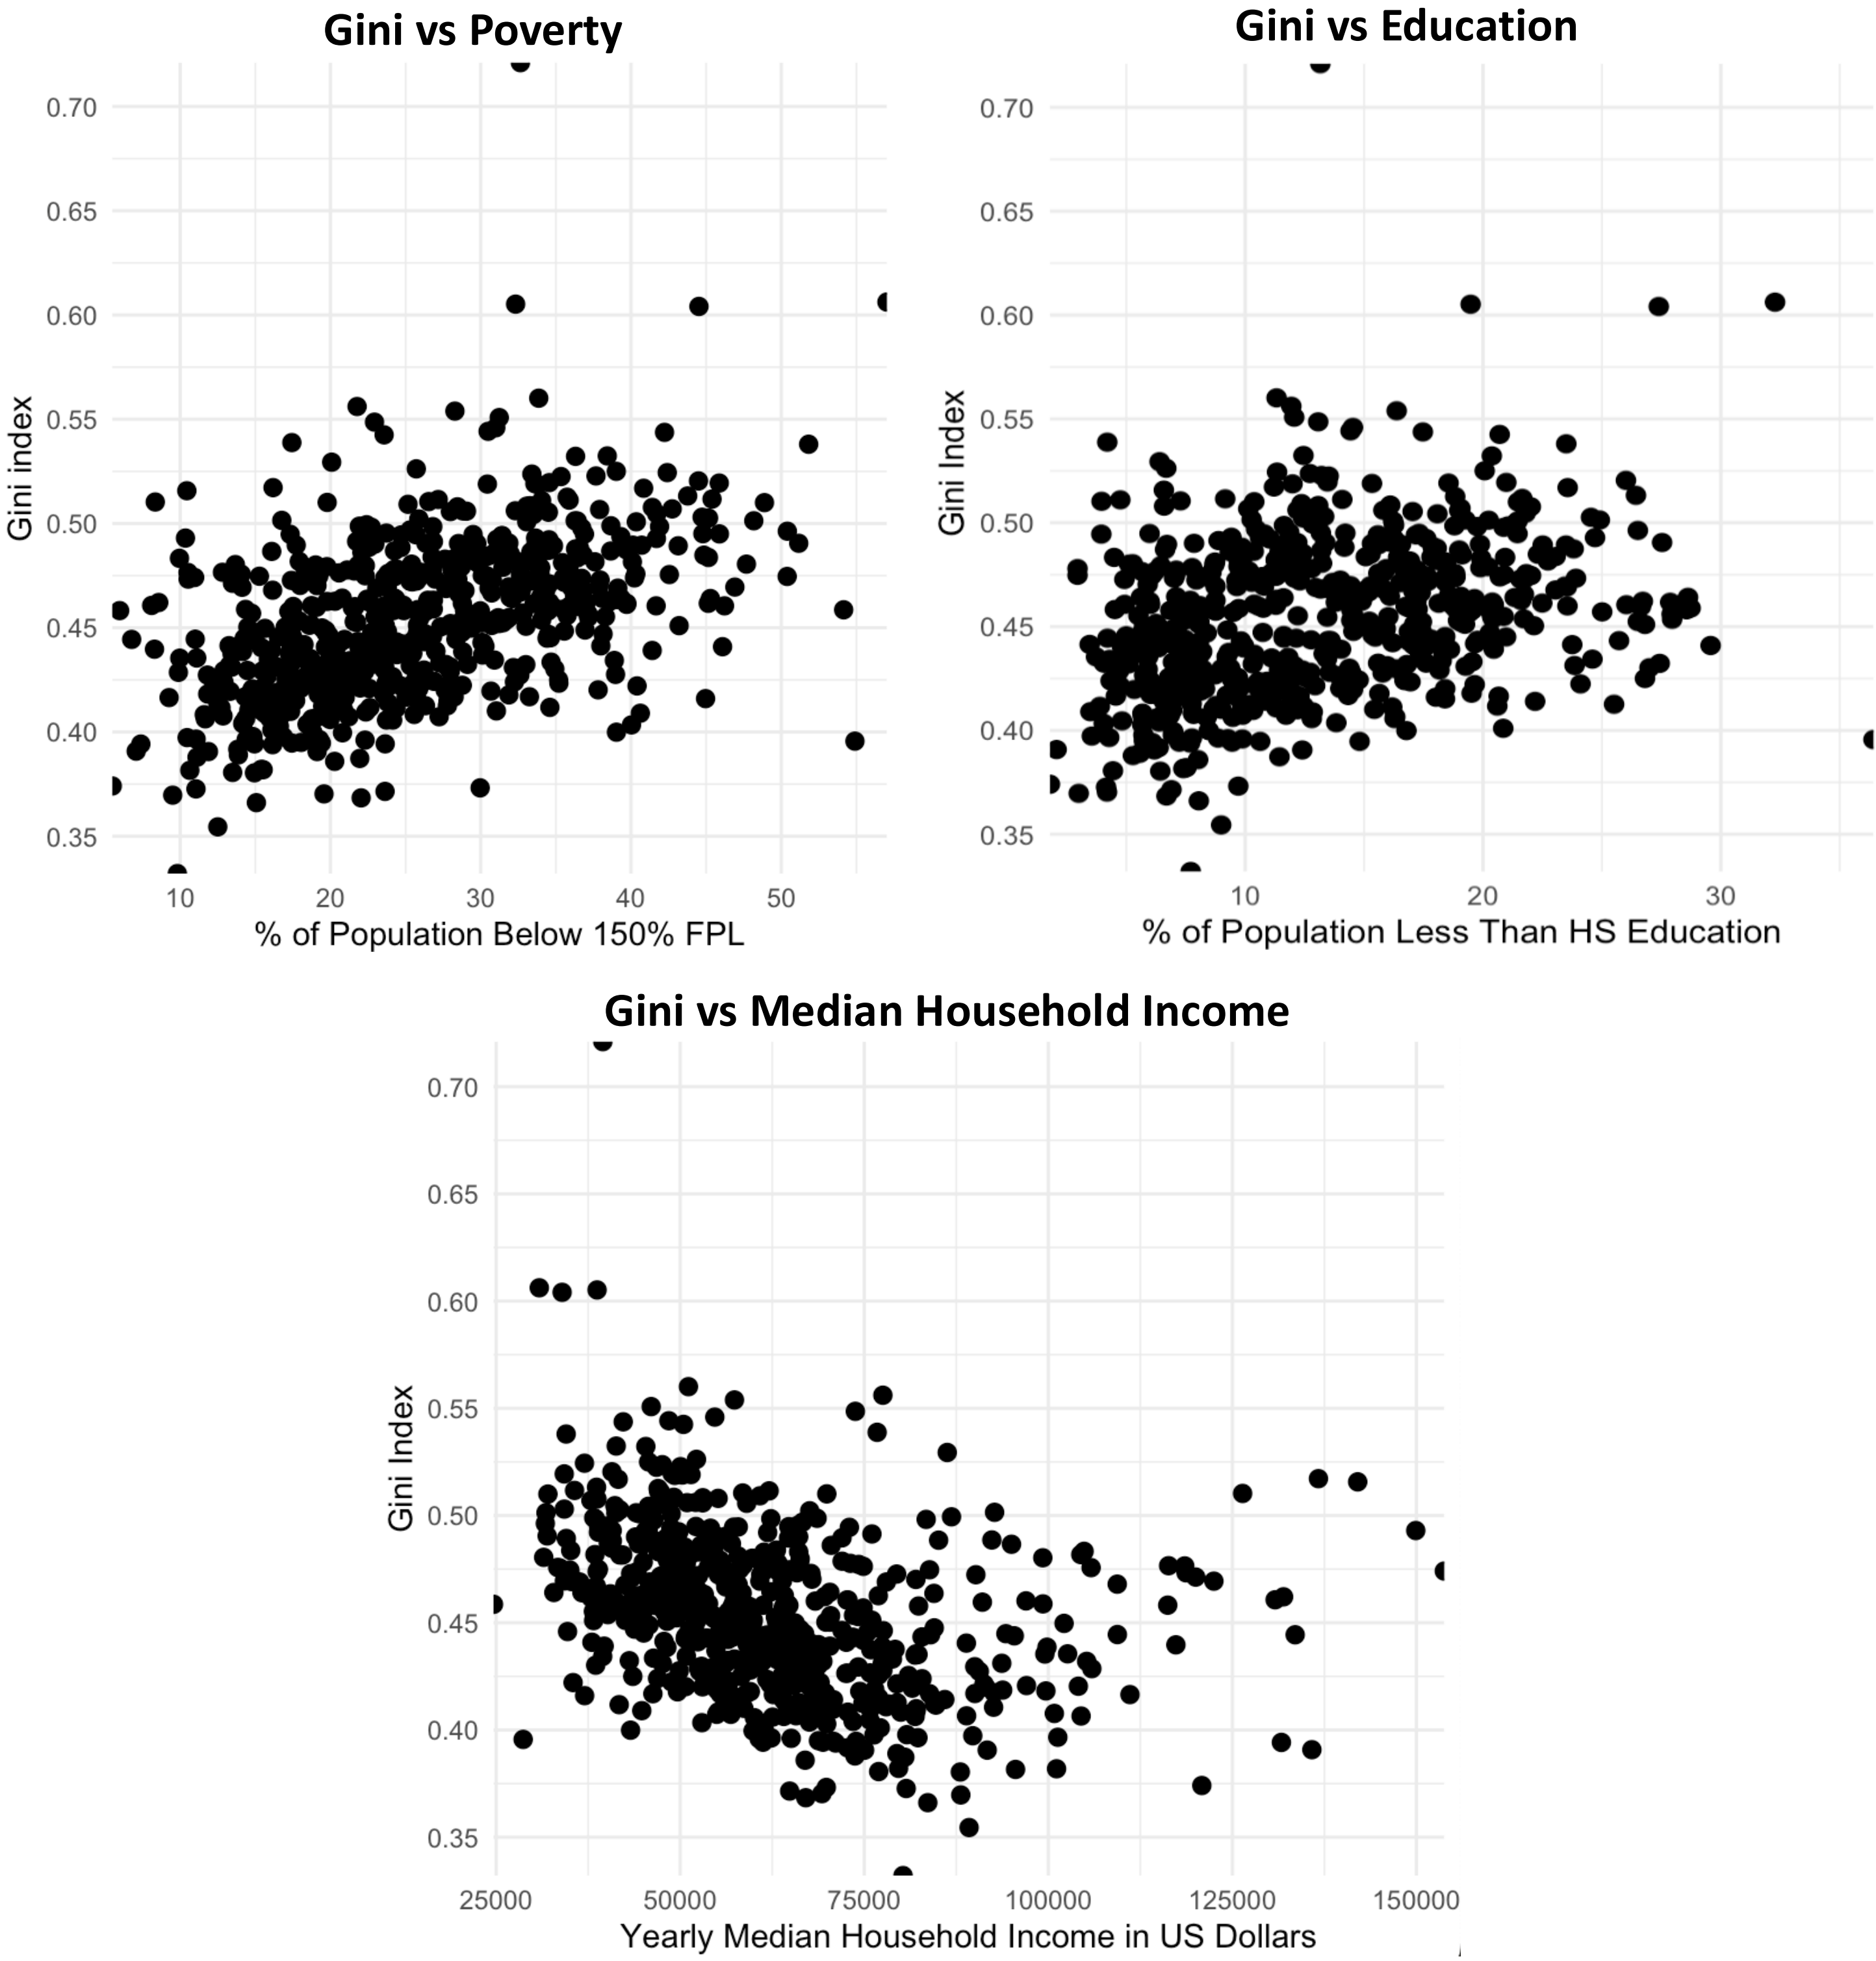 Gini vs Poverty
0.70
0.65
0.60
0.55
0.50
0.45
0.40
0.35
Gini index
10 20 30 40 50
% of Population Below 150% FPL
Gini vs Education
0.70
0.65
0.60
0.55
0.50
0.45
0.40
0.35
Gini Index
10 20 30
% of Population Less Than HS Education
Gini vs Median Household Income
0.70
0.65
0.60
0.55
0.50
0.45
0.40
0.35
Gini Index
25000 50000 75000 100000 125000 150000
Yearly Median Household Income in US Dollars